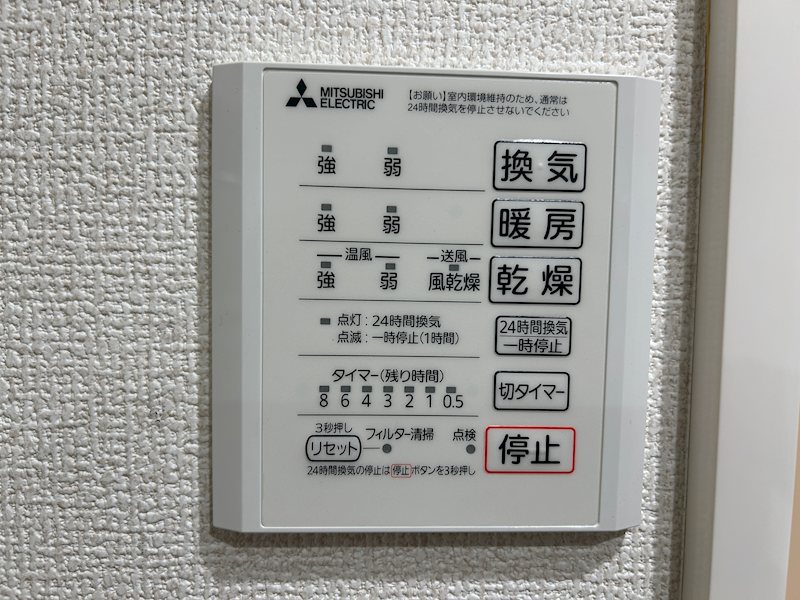 MITSUBISHI
ELECTRIC
【お願い】室内環境維持のため、通常は
24時間換気を停止させないでください
強 弱 換気
強 弱 暖房
温風 送風
強 弱 風乾燥 乾燥
点灯：24時間換気
点滅：一時停止(1時間)
24時間換気
一時停止
タイマー(残り時間)
8 6 4 3 2 1 0.5
切タイマー
3秒押し
リセット フィルター清掃 点検
停止
24時間換気の停止は停止ボタンを3秒押し